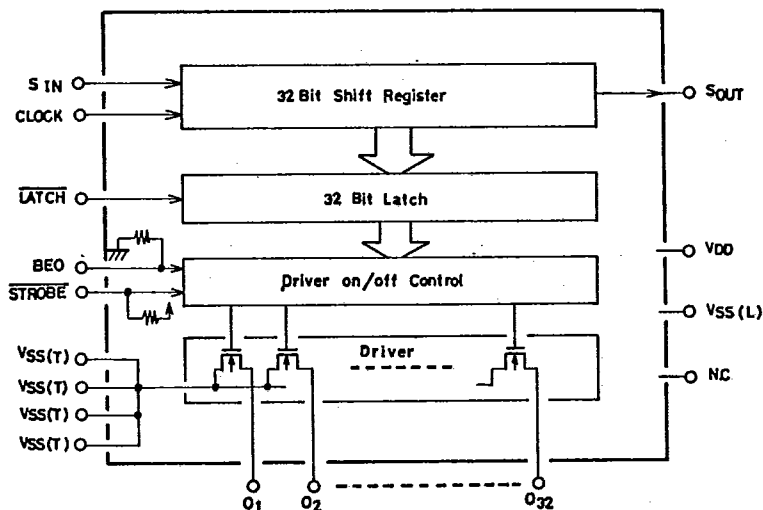 S IN
32 Bit Shift Register
SOUT
CLOCK
LATCH
32 Bit Latch
BEO
Driver on/off Control
VDD
STROBE
VSS(L)
Driver
VSS(T)
VSS(T)
N.C
VSS(T)
VSS(T)
O1
O2
O32